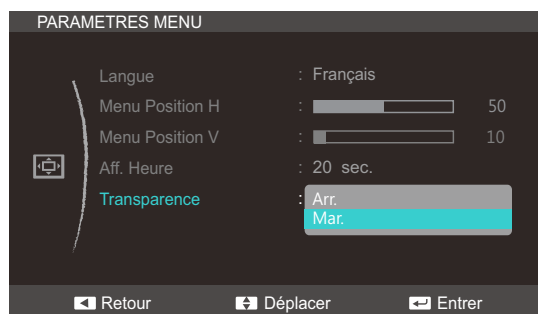 PARAMETRES MENU
Langue : Français
Menu Position H : 50
Menu Position V : 10
Aff. Heure : 20 sec.
Transparence : Arr.
Mar.
Retour Déplacer Entrer